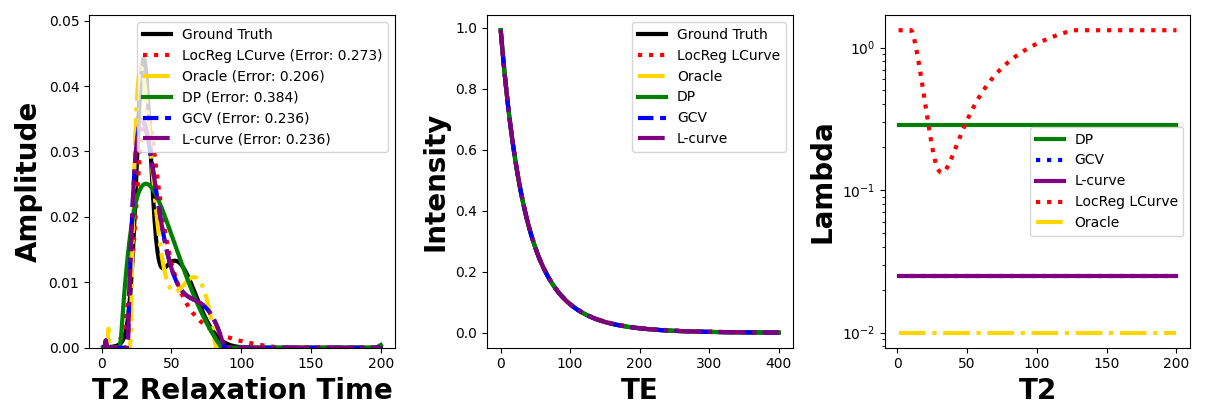 Amplitude
0.05
0.04
0.03
0.02
0.01
0.00
0
50
100
150
200
T2 Relaxation Time
Ground Truth
LocReg LCurve (Error: 0.273)
Oracle (Error: 0.206)
DP (Error: 0.384)
GCV (Error: 0.236)
L-curve (Error: 0.236)
Intensity
1.0
0.8
0.6
0.4
0.2
0.0
0
100
200
300
400
TE
Ground Truth
LocReg LCurve
Oracle
DP
GCV
L-curve
Lambda
10⁰
10⁻¹
10⁻²
0
50
100
150
200
T2
DP
GCV
L-curve
LocReg LCurve
Oracle